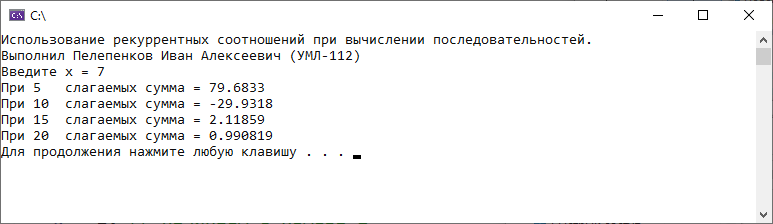 C:\
Использование рекуррентных соотношений при вычислении последовательностей.
Выполнил Пелепенков Иван Алексеевич (УМЛ-112)
Введите x = 7
При 5   слагаемых сумма = 79.6833
При 10  слагаемых сумма = -29.9318
При 15  слагаемых сумма = 2.11859
При 20  слагаемых сумма = 0.990819
Для продолжения нажмите любую клавишу . . .